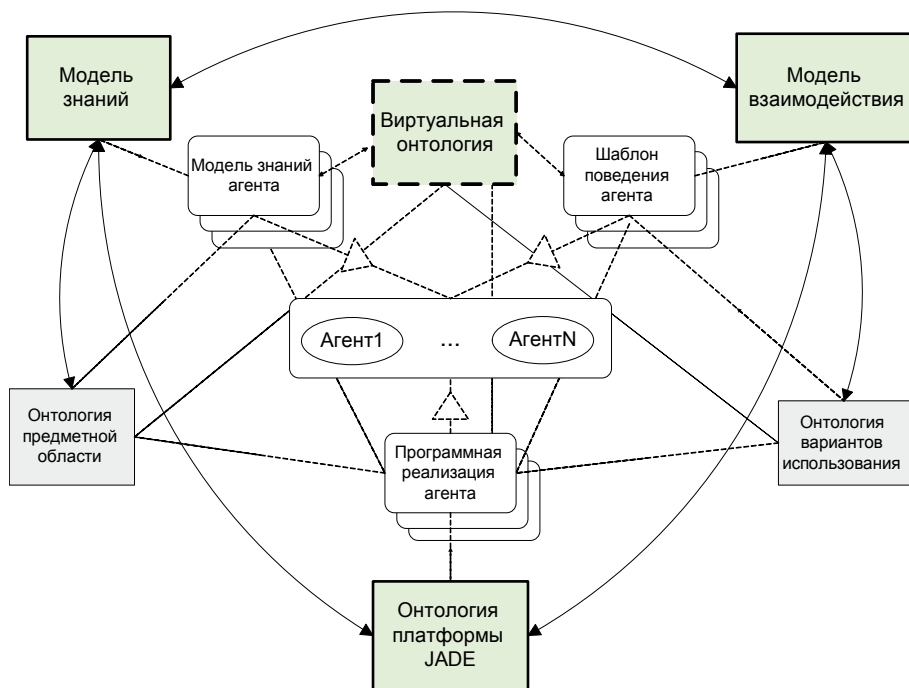 Модель
знаний
Модель
взаимодействия
Виртуальная
онтология
Модель знаний
агента
Шаблон
поведения
агента
Агент1
...
АгентN
Онтология
предметной
области
Онтология
вариантов
использования
Программная
реализация
агента
Онтология
платформы
JADE